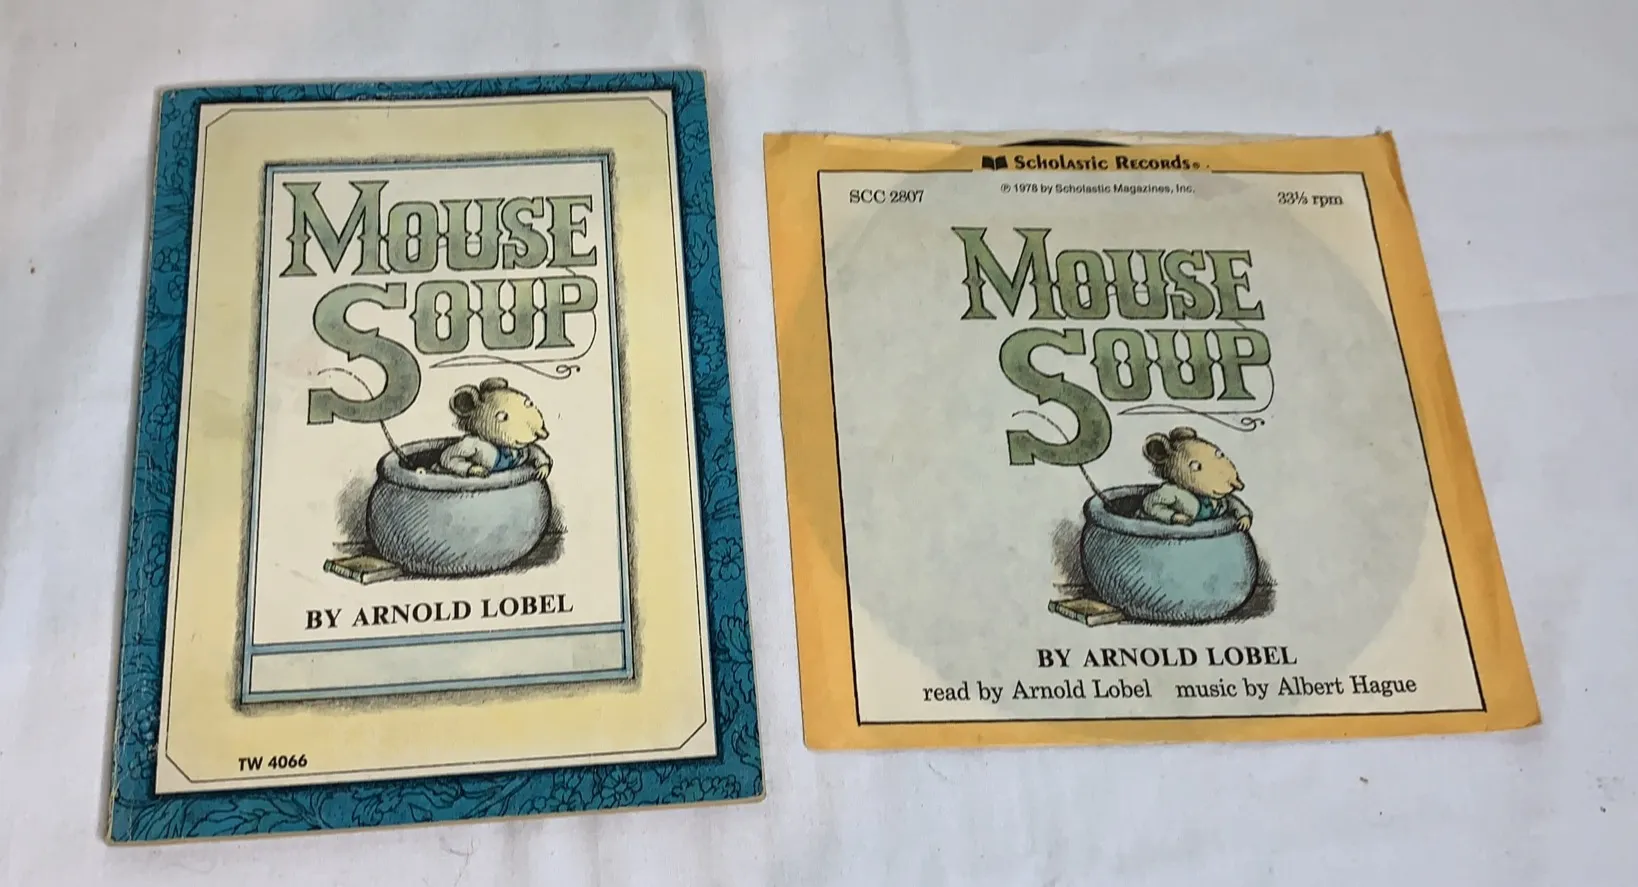 MOUSE
SOUP
BY ARNOLD LOBEL
TW 4066
SCHOLASTIC RECORDS®
SCC 2807
℗ 1978 by Scholastic Magazines, Inc.
33⅓ rpm
MOUSE
SOUP
BY ARNOLD LOBEL
read by Arnold Lobel music by Albert Hague